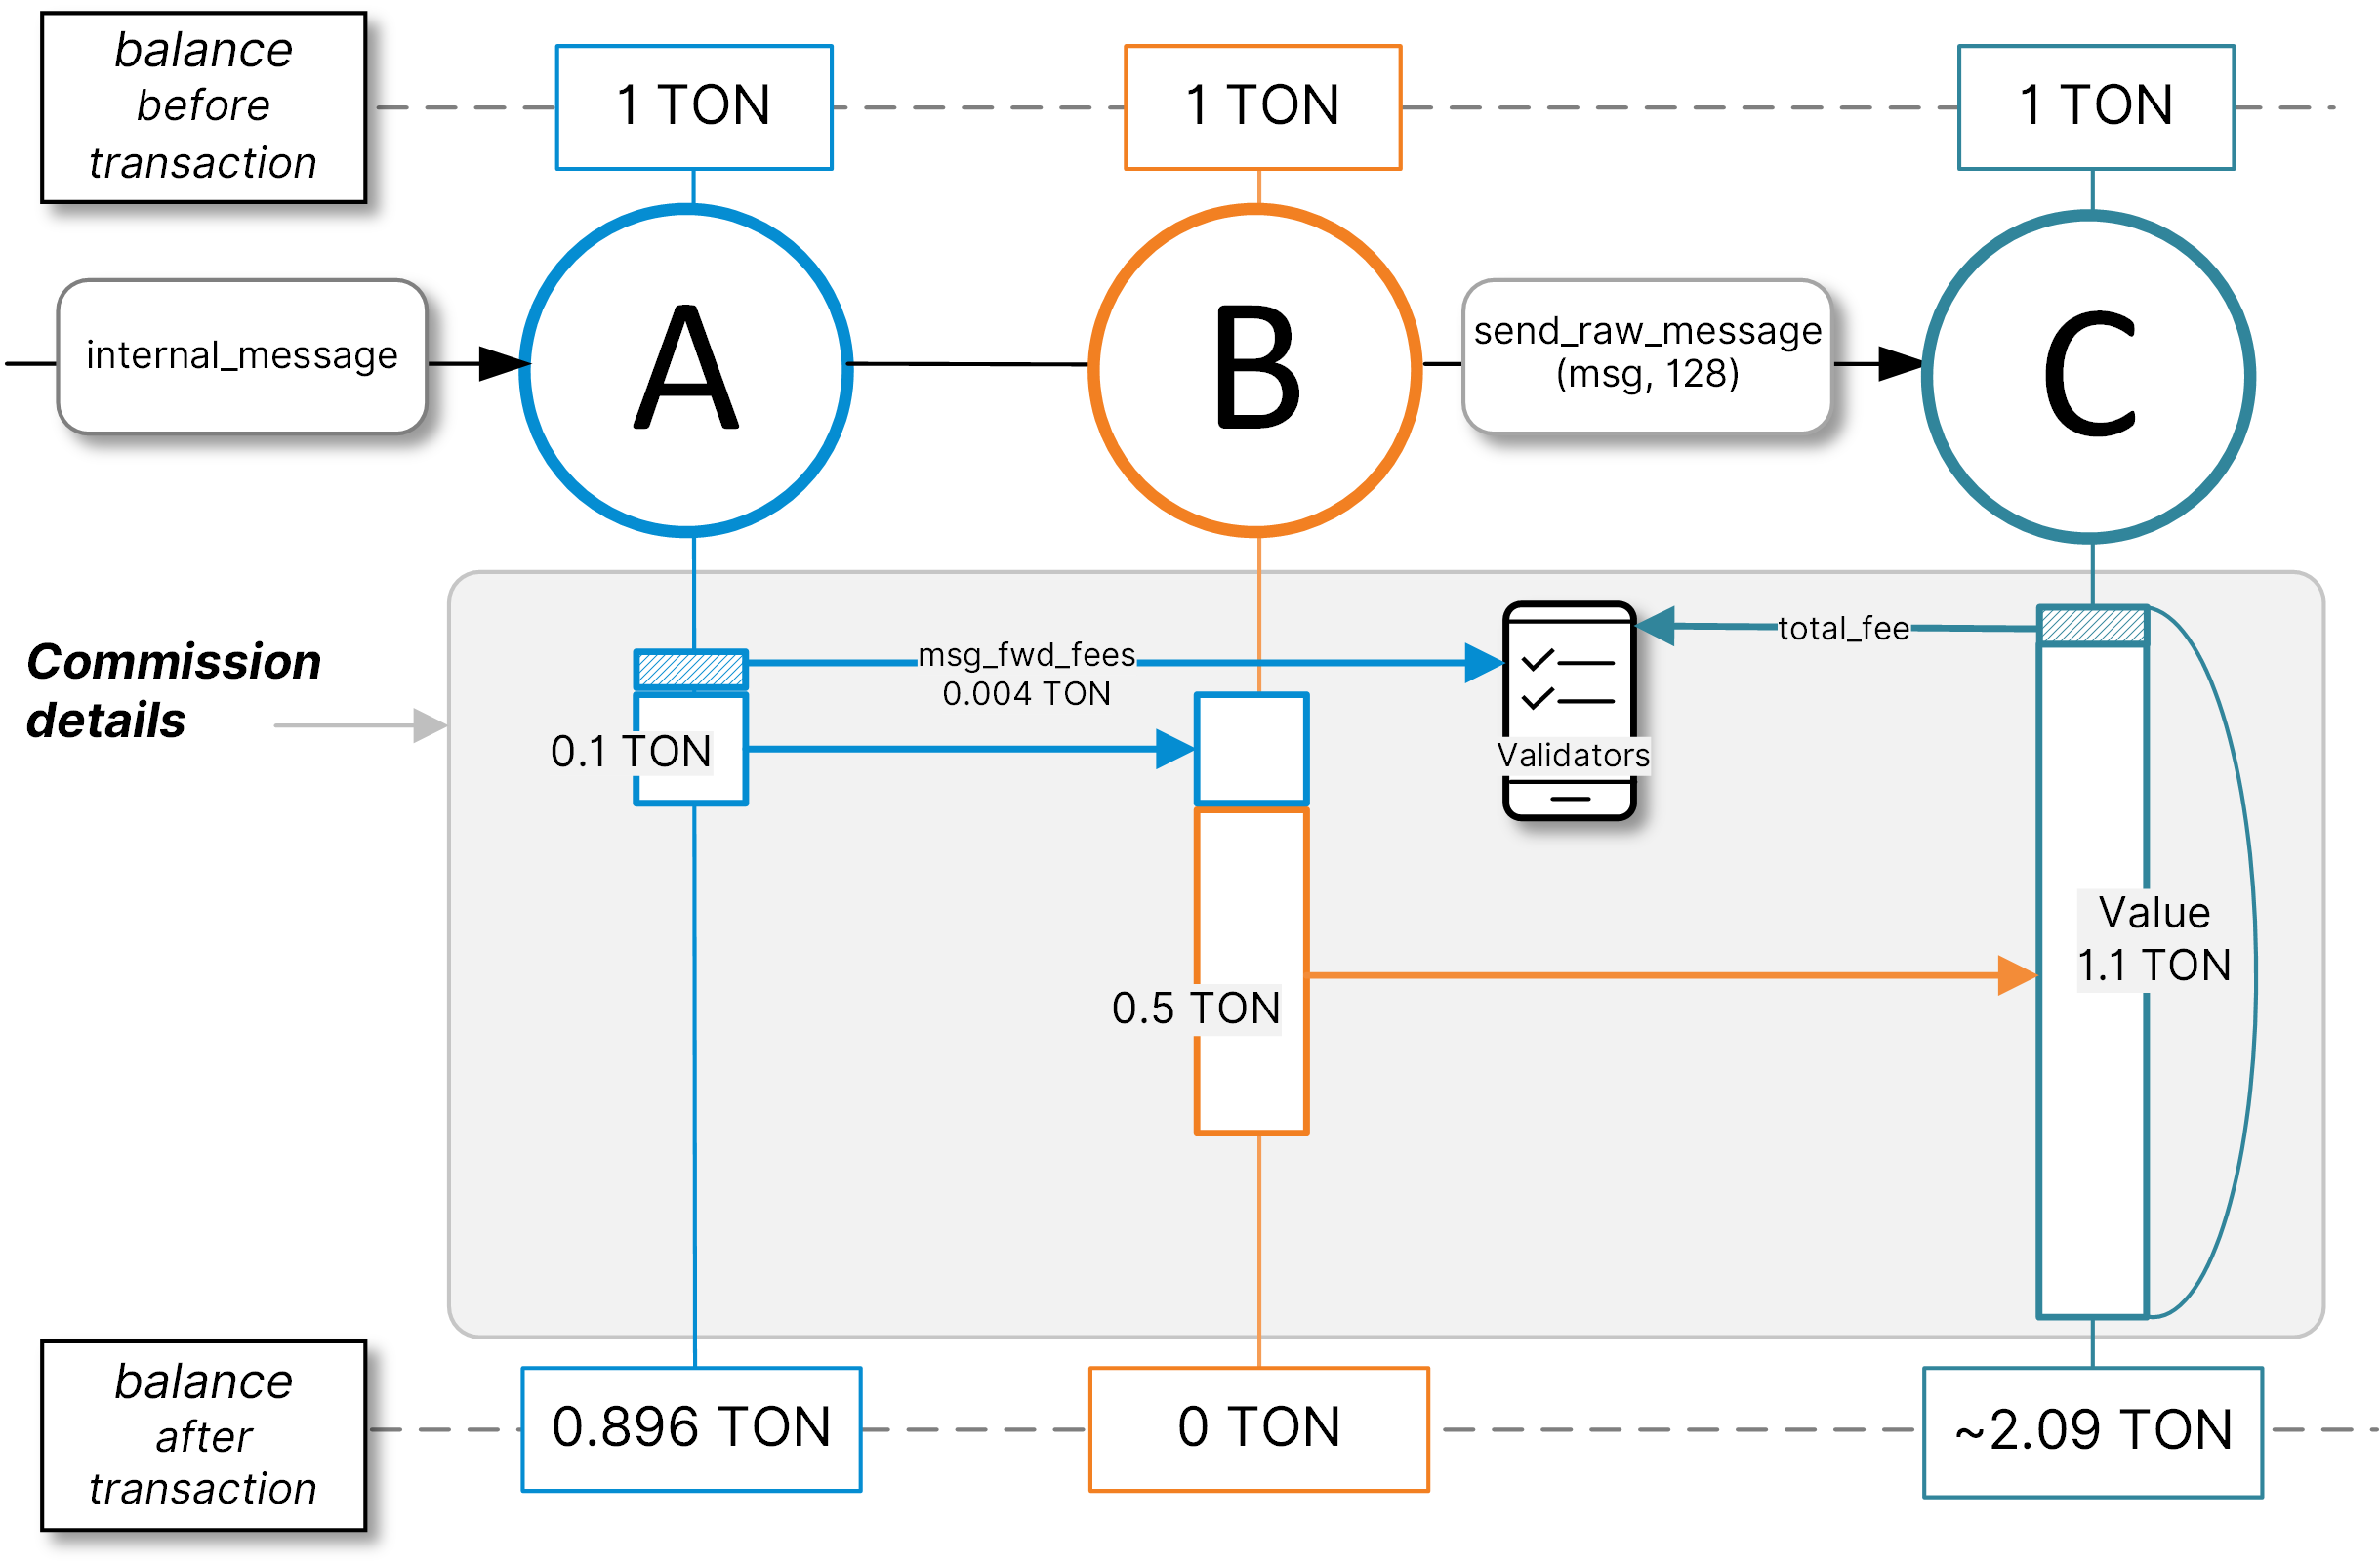 balance
before
transaction
1 TON
1 TON
1 TON
internal_message
A
B
send_raw_message
(msg, 128)
C
Commission
details
msg_fwd_fees
0.004 TON
total_fee
0.1 TON
Validators
Value
1.1 TON
0.5 TON
balance
after
transaction
0.896 TON
0 TON
~2.09 TON